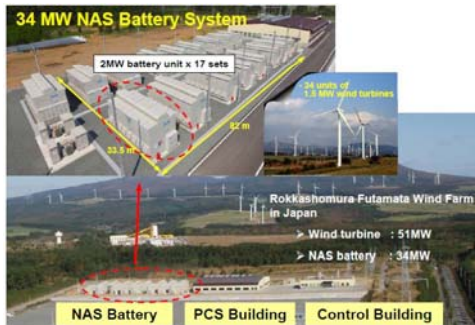 34 MW NAS Battery System
2MW battery unit x 17 sets
- 34 units of
1.5 MW wind turbines
82 m
33.5 m
Rokkashomura Futamata Wind Farm
in Japan
➢ Wind turbine : 51MW
➢ NAS battery : 34MW
NAS Battery
PCS Building
Control Building